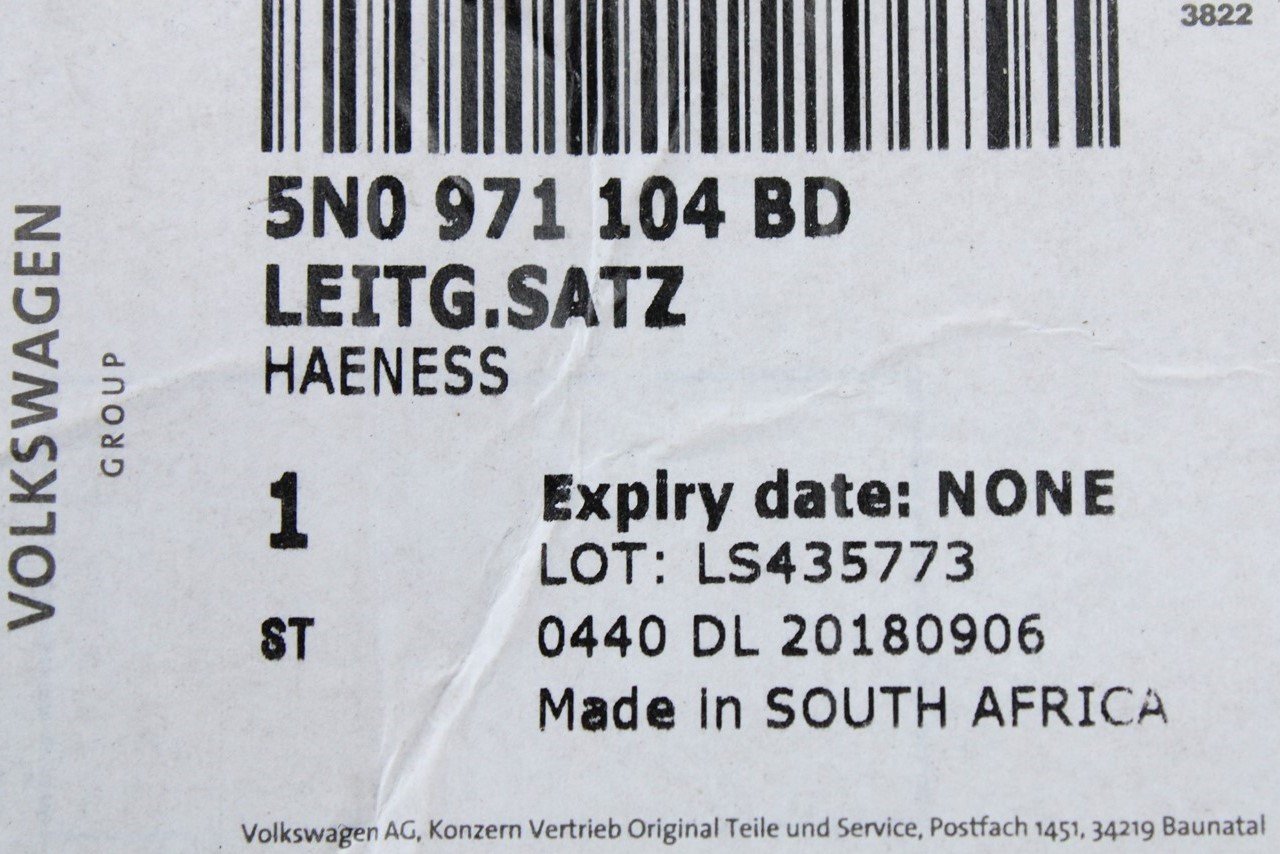 3822
5N0 971 104 BD
LEITG.SATZ
HAENESS
1
Expiry date: NONE
LOT: LS435773
ST
0440 DL 20180906
Made in SOUTH AFRICA
VOLKSWAGEN
GROUP
Volkswagen AG, Konzern Vertrieb Original Teile und Service, Postfach 1451, 34219 Baunatal